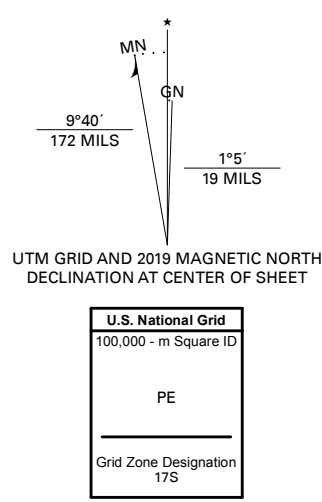 ★
MN
GN
9°40´
172 MILS
1°5´
19 MILS
UTM GRID AND 2019 MAGNETIC NORTH
DECLINATION AT CENTER OF SHEET
U.S. National Grid
100,000 - m Square ID
PE
Grid Zone Designation
17S